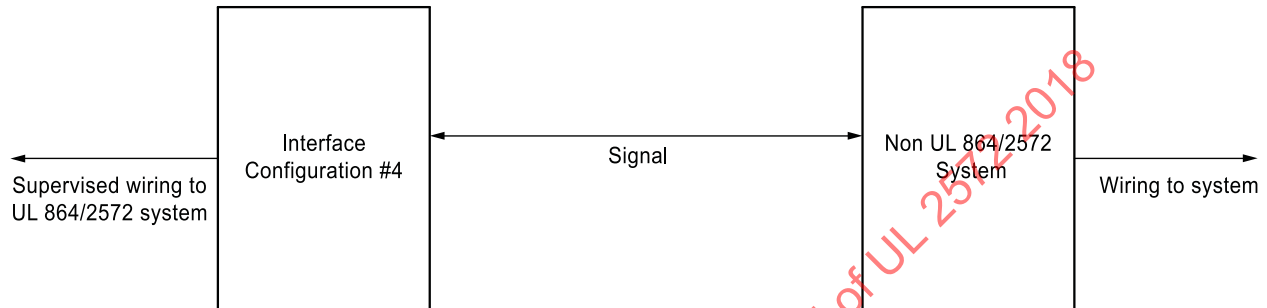 Interface
Configuration #4
Signal
Non UL 864/2572
System
Supervised wiring to
UL 864/2572 system
Wiring to system
of UL 2572 2018